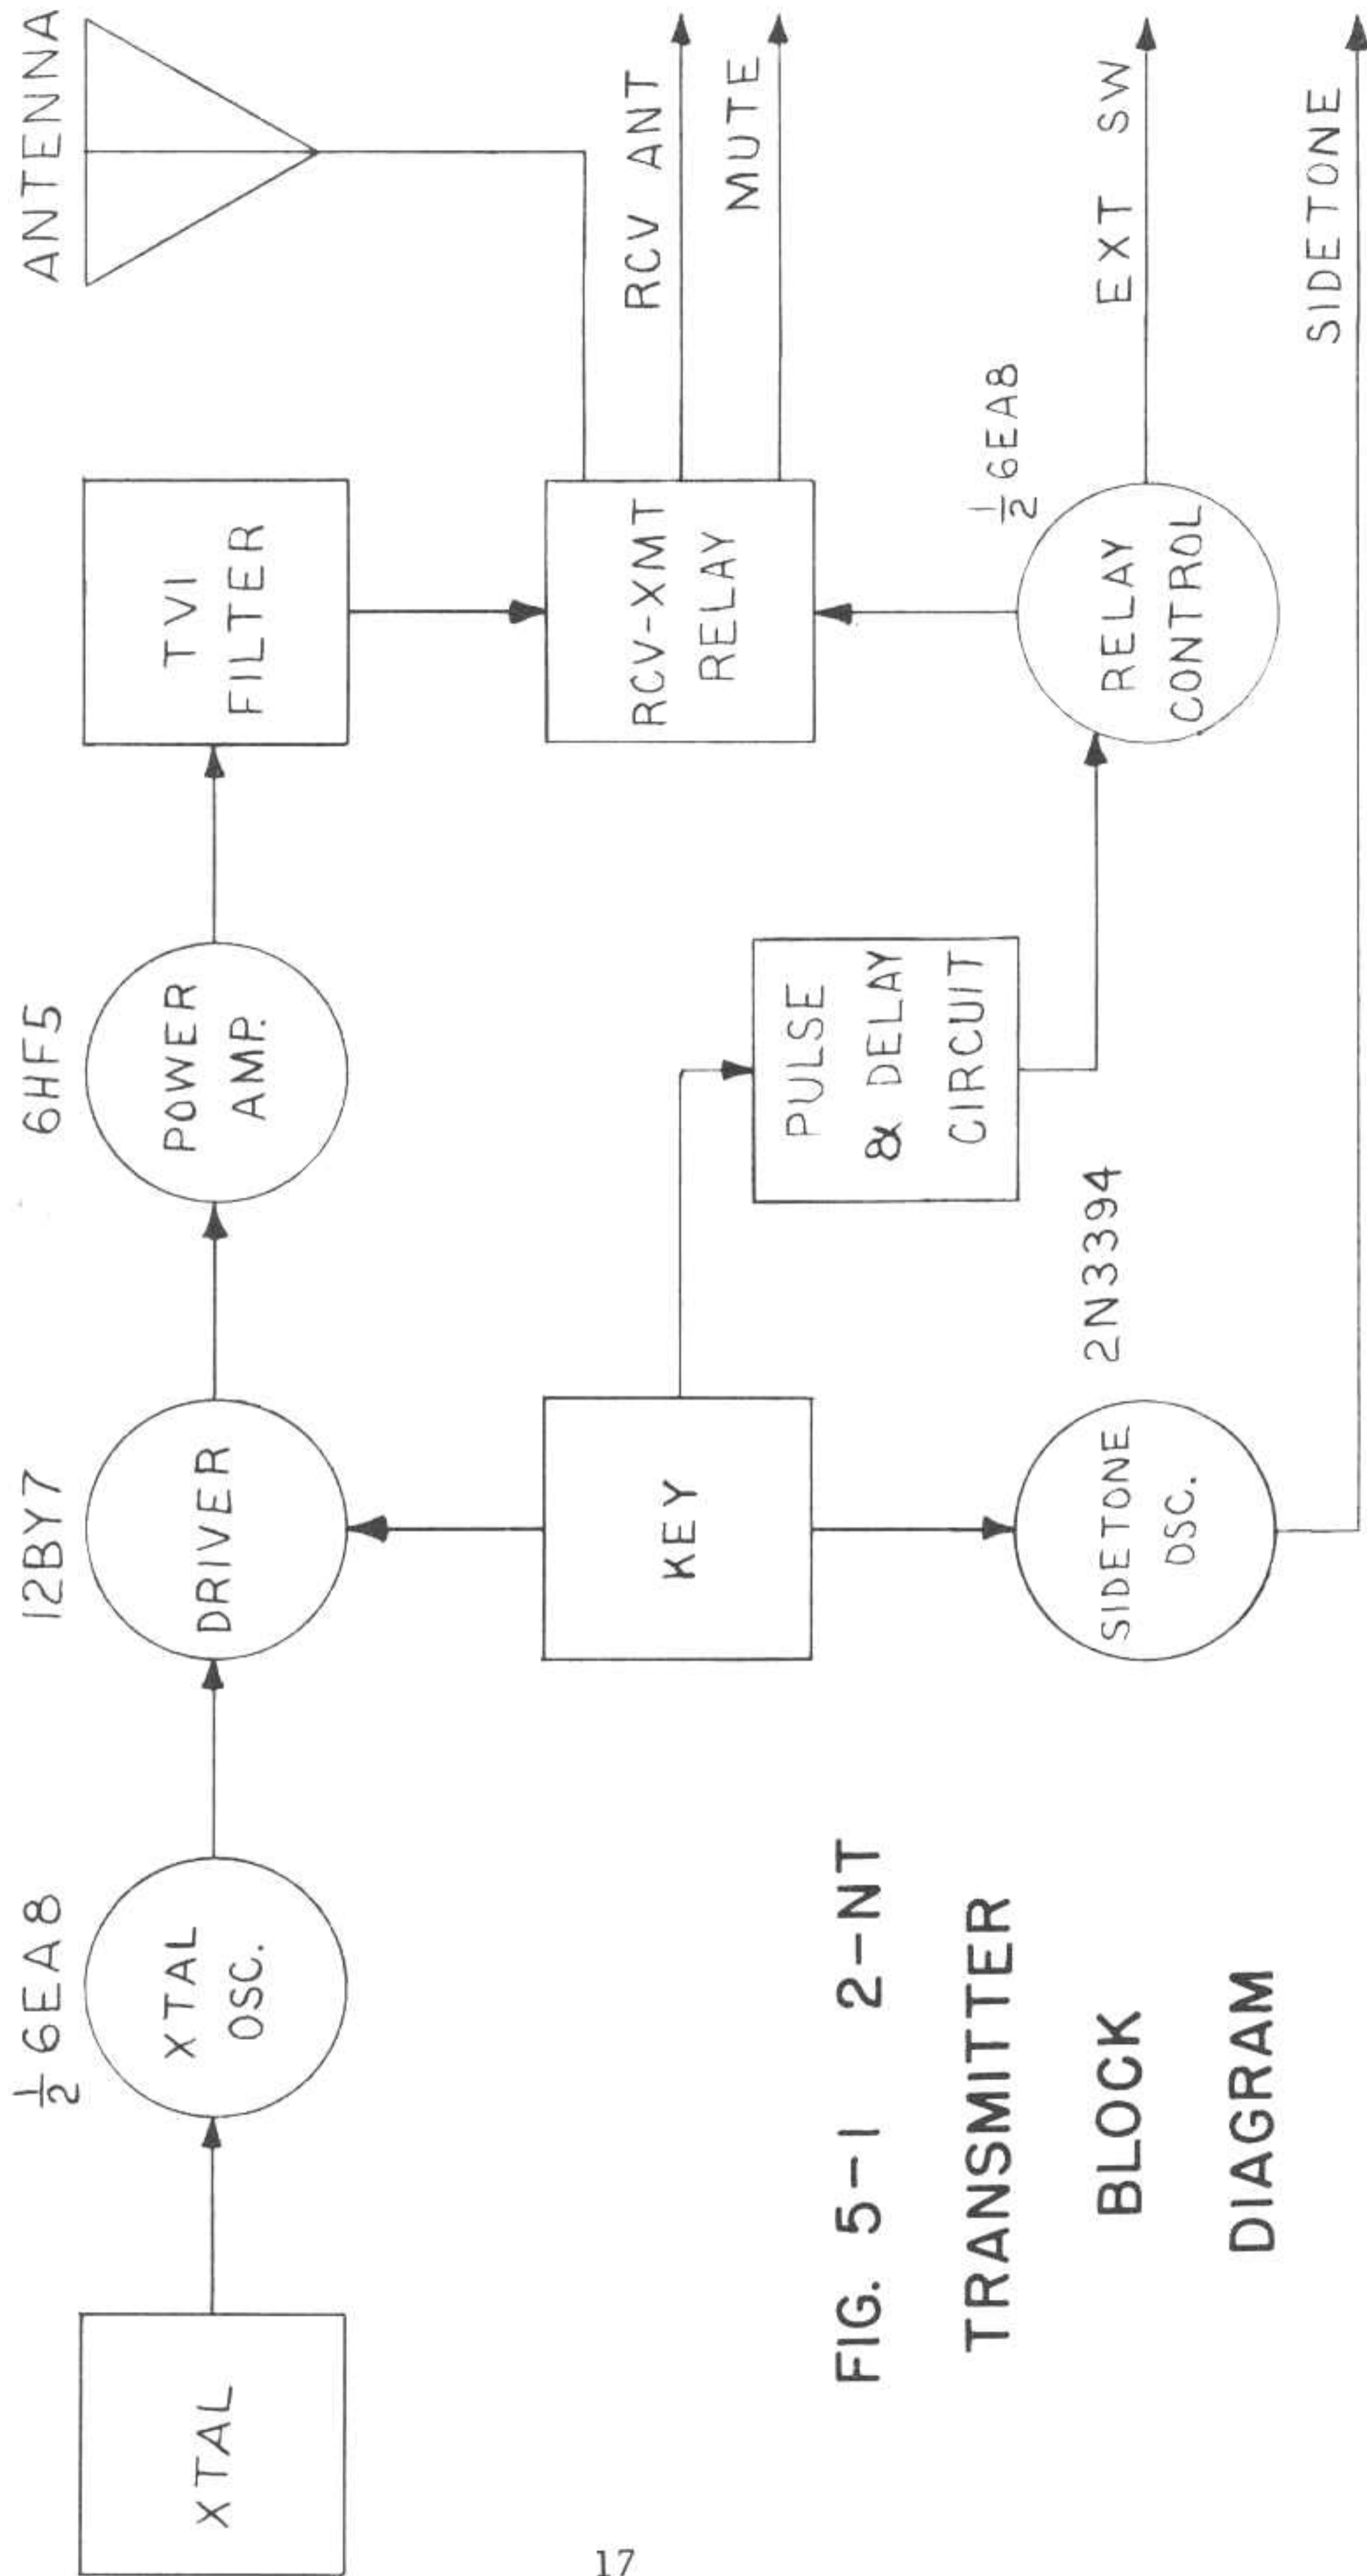 ½ 6EA8
12BY7
6HF5
ANTENNA
XTAL
XTAL
OSC.
DRIVER
POWER
AMP.
TVI
FILTER
KEY
RCV-XMT
RELAY
RCV ANT
MUTE
PULSE
& DELAY
CIRCUIT
½ 6EA8
SIDETONE
OSC.
2N3394
RELAY
CONTROL
EXT SW
SIDETONE
FIG. 5-1 2-NT
TRANSMITTER
BLOCK
DIAGRAM
17